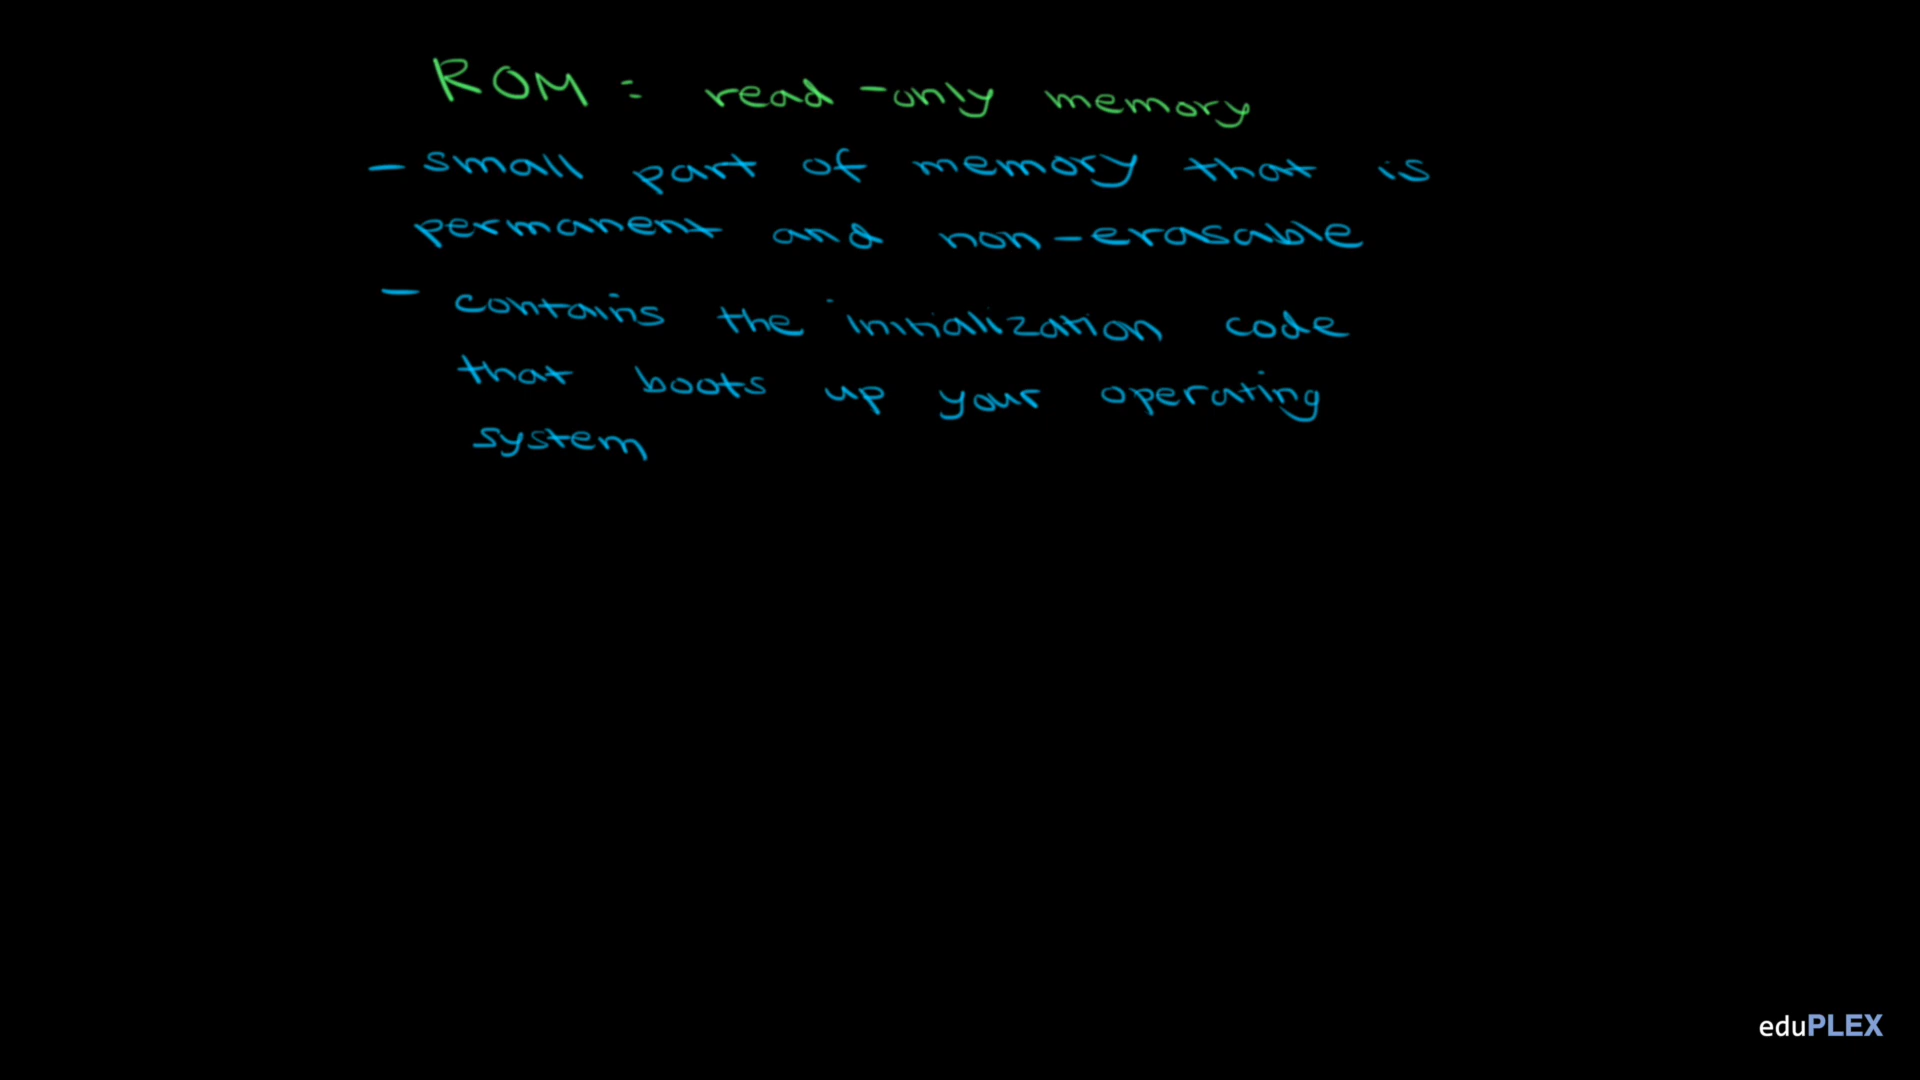 ROM = read-only memory
- small part of memory that is
permanent and non-erasable
- contains the initialization code
that boots up your operating
system
eduPLEX